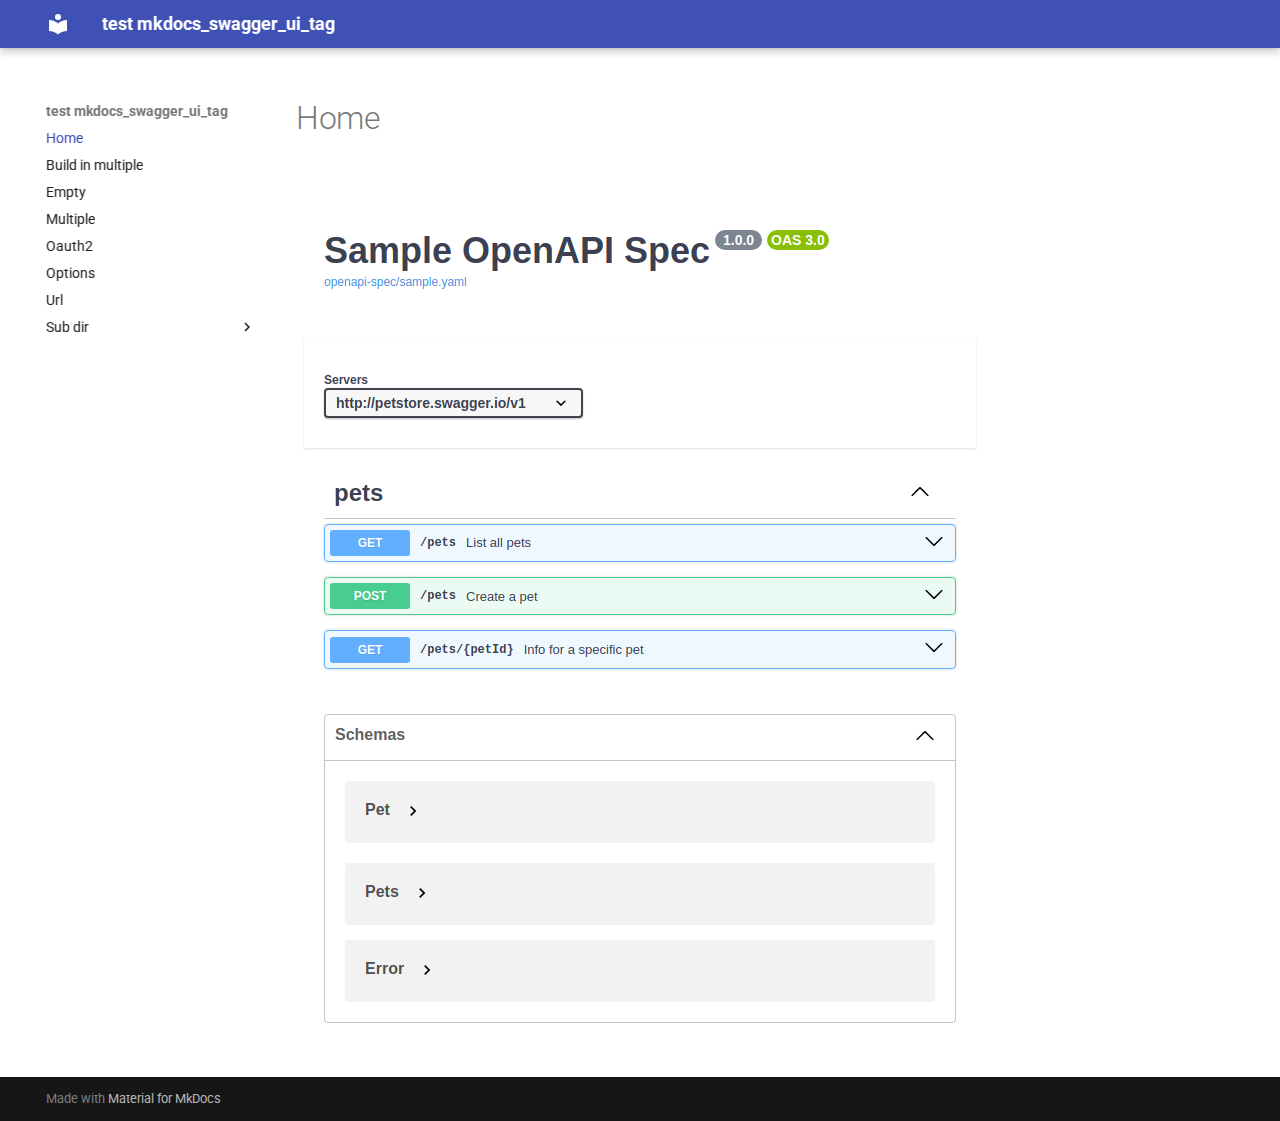 test mkdocs_swagger_ui_tag
test mkdocs_swagger_ui_tag
Home
Build in multiple
Empty
Multiple
Oauth2
Options
Url
Sub dir
Home
Sample OpenAPI Spec 1.0.0 OAS 3.0
openapi-spec/sample.yaml
Servers
http://petstore.swagger.io/v1
pets
GET /pets List all pets
POST /pets Create a pet
GET /pets/{petId} Info for a specific pet
Schemas
Pet
Pets
Error
Made with Material for MkDocs